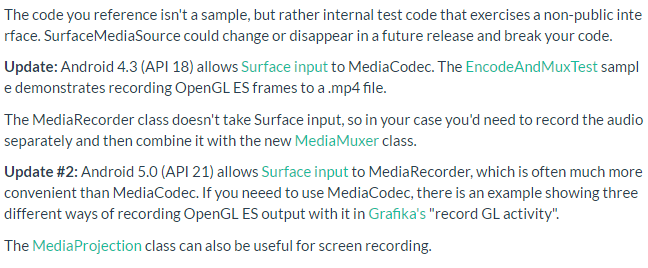 The code you reference isn't a sample, but rather internal test code that exercises a non-public inte
rface. SurfaceMediaSource could change or disappear in a future release and break your code.
Update: Android 4.3 (API 18) allows Surface input to MediaCodec. The EncodeAndMuxTest sampl
e demonstrates recording OpenGL ES frames to a .mp4 file.
The MediaRecorder class doesn't take Surface input, so in your case you'd need to record the audio
separately and then combine it with the new MediaMuxer class.
Update #2: Android 5.0 (API 21) allows Surface input to MediaRecorder, which is often much more
convenient than MediaCodec. If you neeed to use MediaCodec, there is an example showing three
different ways of recording OpenGL ES output with it in Grafika's "record GL activity".
The MediaProjection class can also be useful for screen recording.